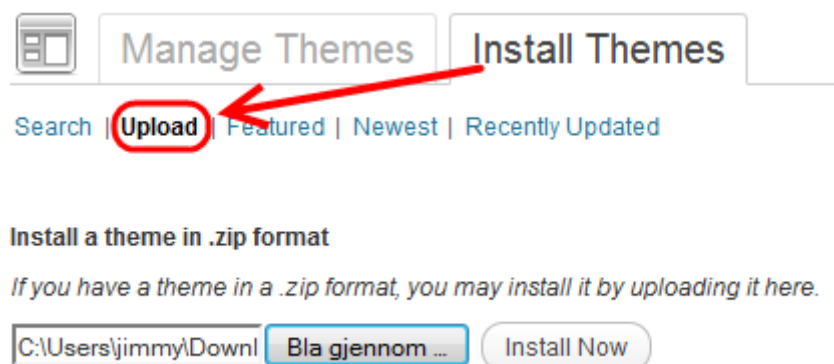 Manage Themes Install Themes
Search | Upload | Featured | Newest | Recently Updated
Install a theme in .zip format
If you have a theme in a .zip format, you may install it by uploading it here.
C:\Users\jimmy\Downl Bla gjennom ... Install Now